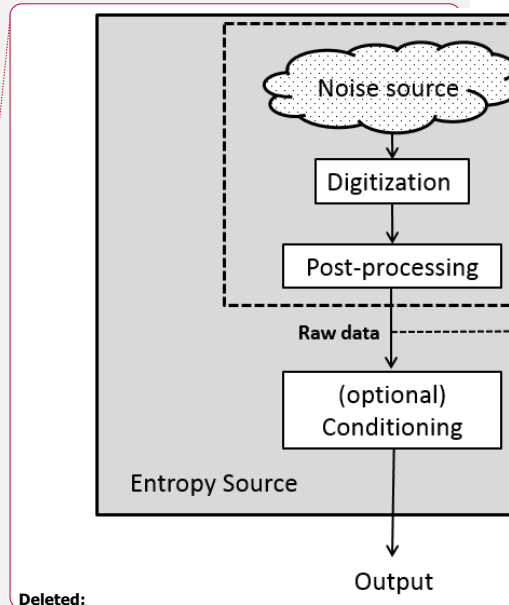 Noise source
Digitization
Post-processing
Raw data
(optional)
Conditioning
Entropy Source
Output
Deleted: